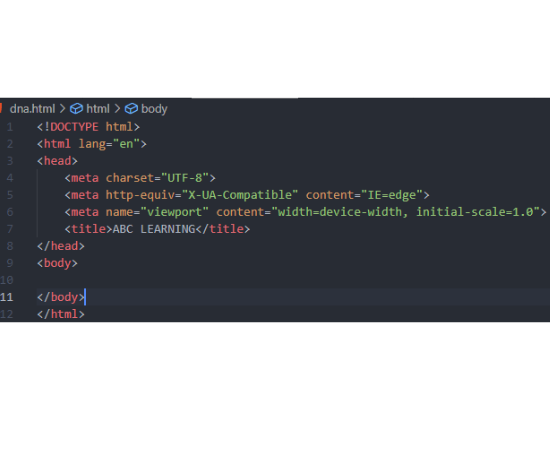 dna.html > html > body
1 <!DOCTYPE html>
2 <html lang="en">
3 <head>
4 <meta charset="UTF-8">
5 <meta http-equiv="X-UA-Compatible" content="IE=edge">
6 <meta name="viewport" content="width=device-width, initial-scale=1.0">
7 <title>ABC LEARNING</title>
8 </head>
9 <body>
10
11 </body>
12 </html>